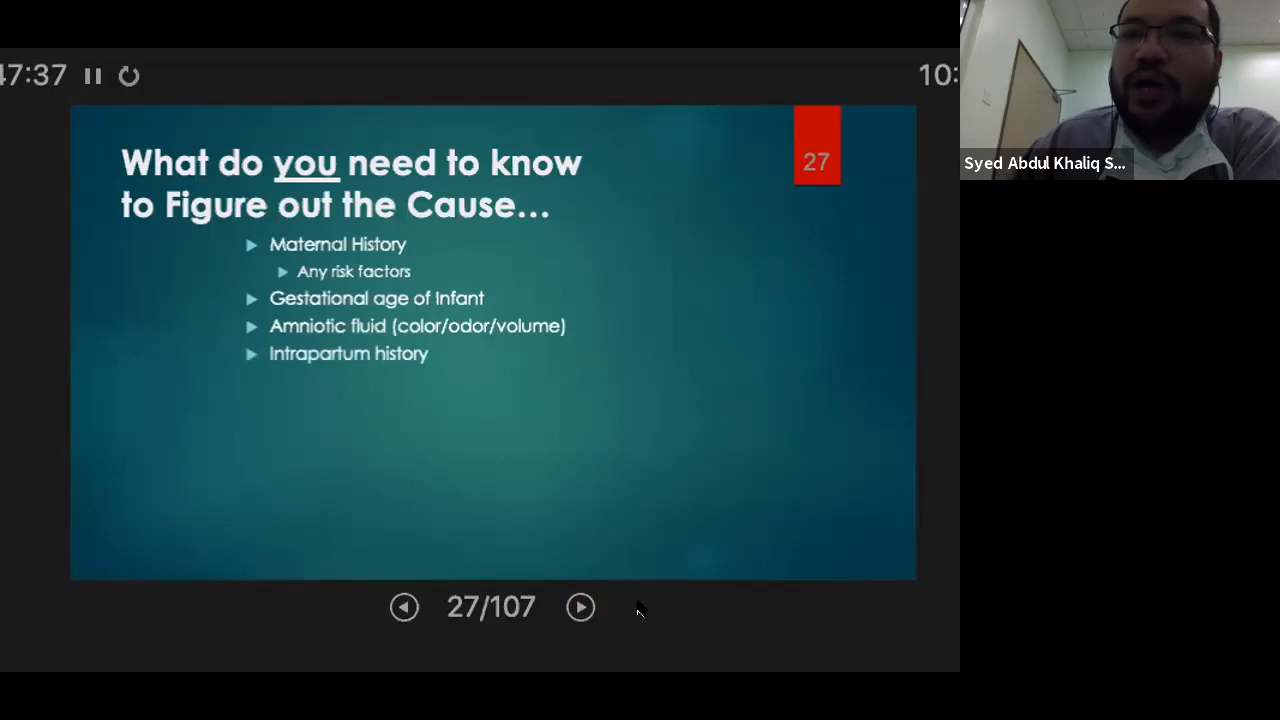 47:37
10:
Syed Abdul Khaliq S...
27
What do you need to know
to Figure out the Cause...
Maternal History
Any risk factors
Gestational age of Infant
Amniotic fluid (color/odor/volume)
Intrapartum history
27/107